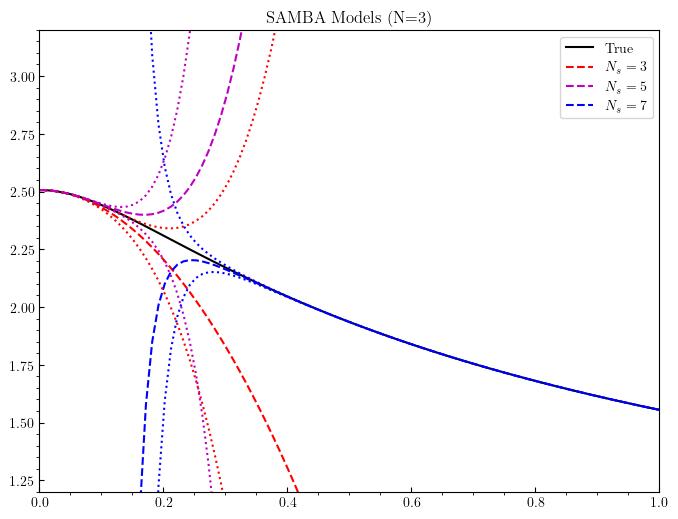 SAMBA Models (N=3)
True
N_s = 3
N_s = 5
N_s = 7
3.00
2.75
2.50
2.25
2.00
1.75
1.50
1.25
0.0 0.2 0.4 0.6 0.8 1.0